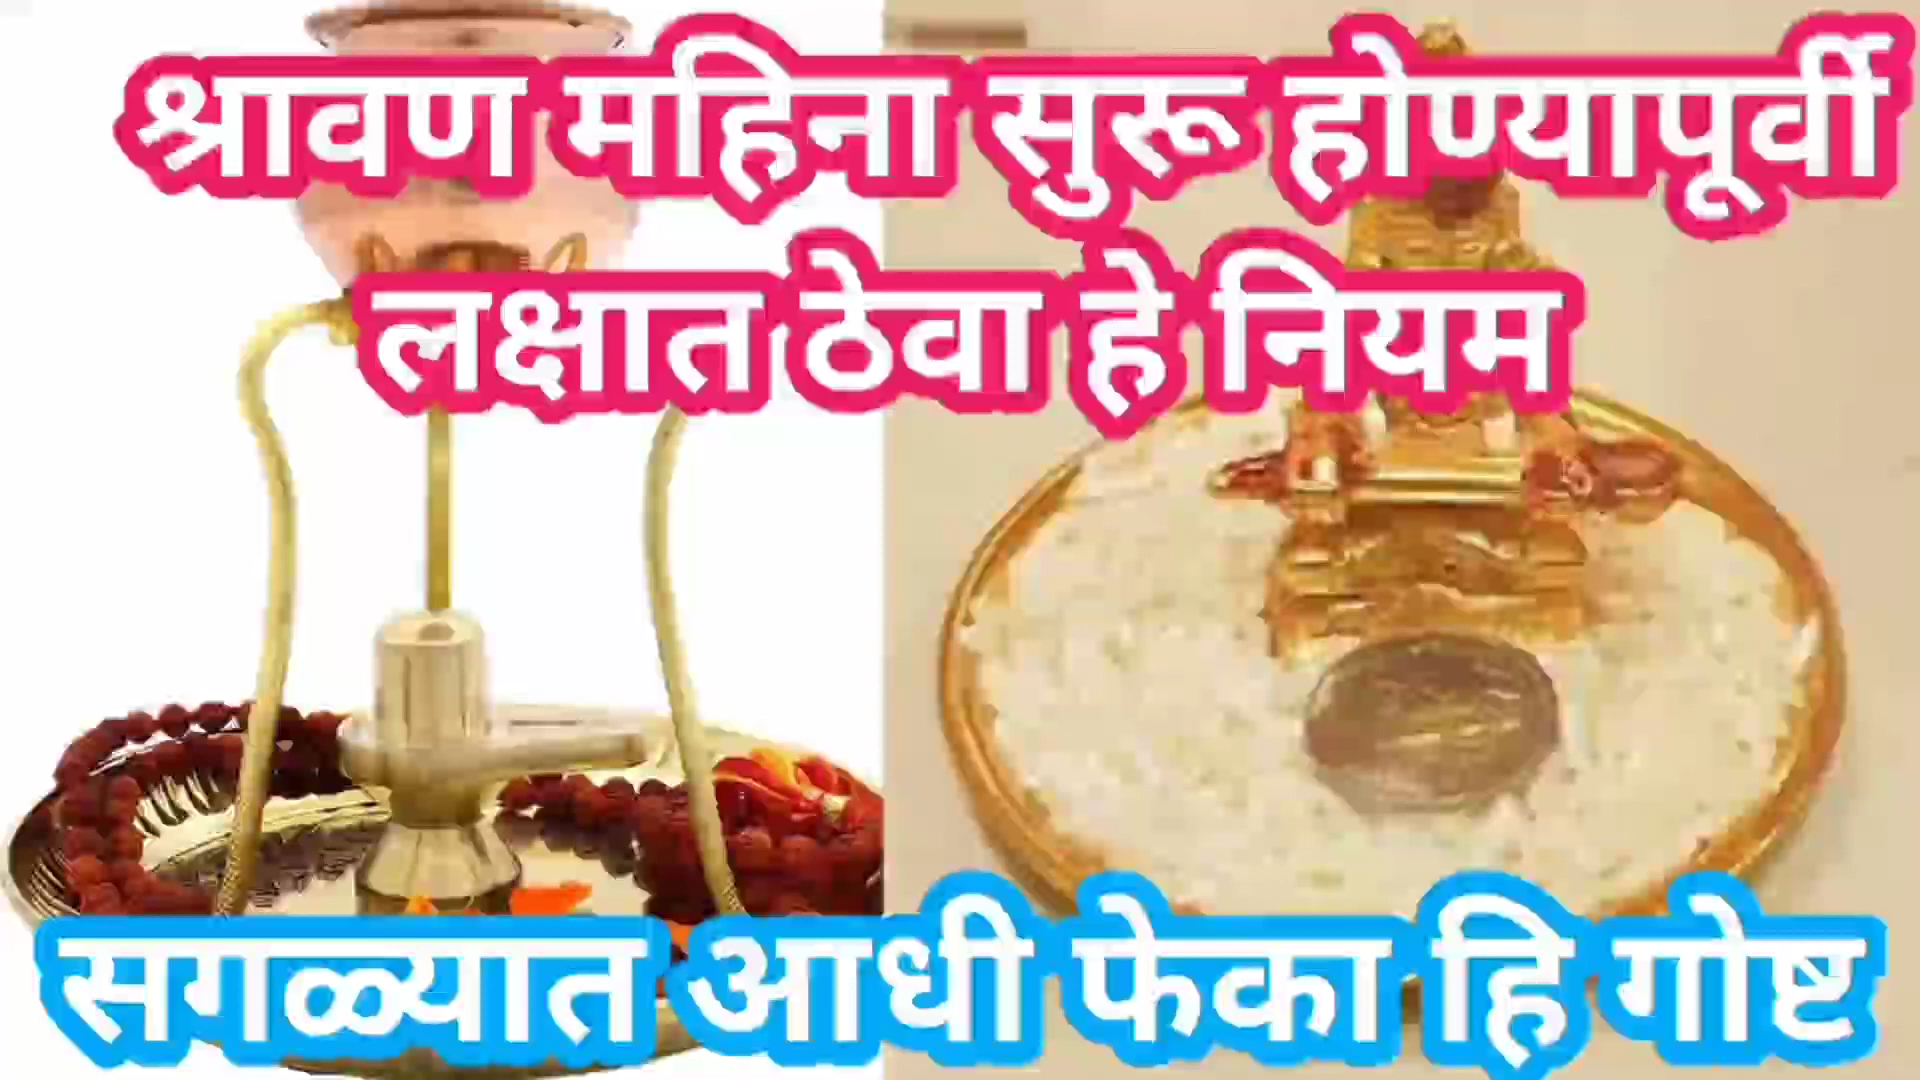 श्रावण महिना सुरू होण्यापूर्वी
लक्षात ठेवा हे नियम
सगळ्यात आधी फेका हि गोष्ट